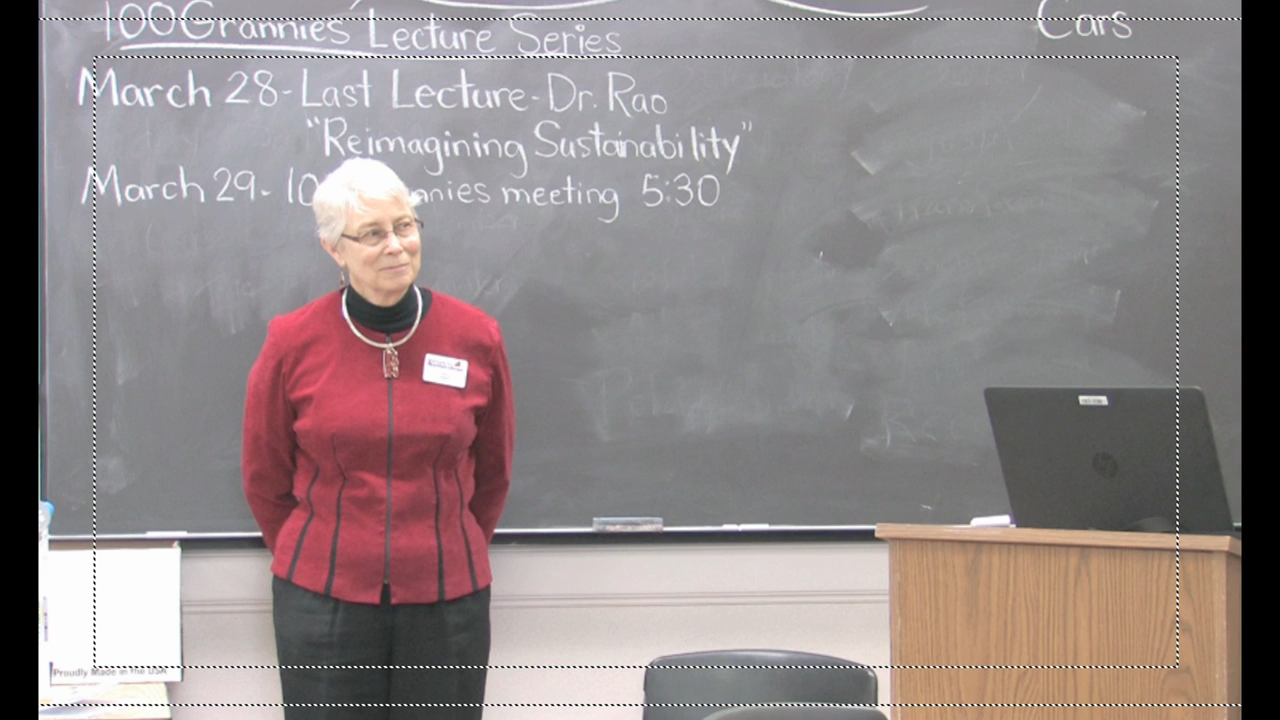 100Grannies Lecture Series
Cars
March 28-Last Lecture-Dr. Rao
"Reimagining Sustainability"
March 29- 10 nnies meeting 5:30
Proudly Made in the USA